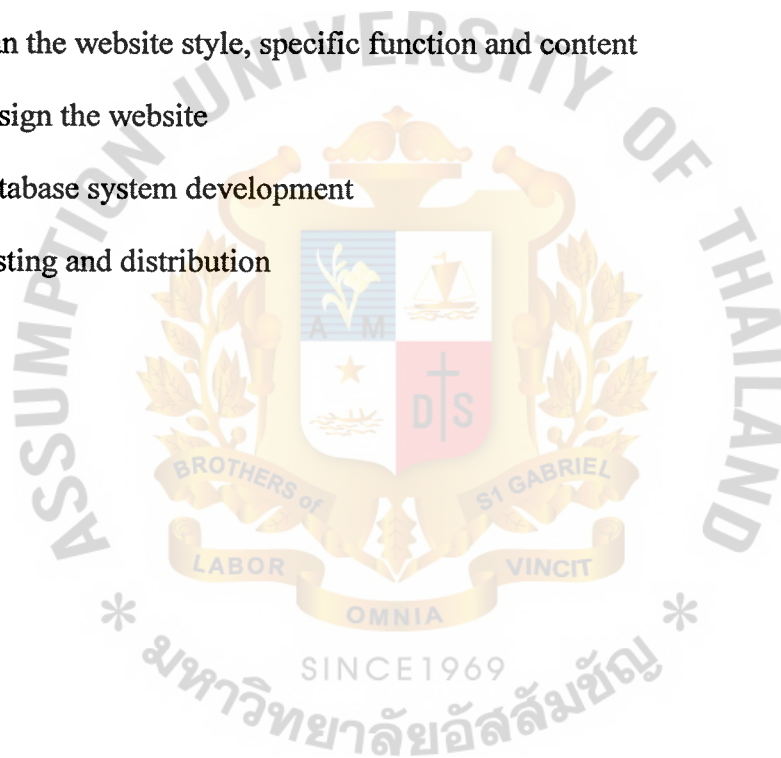 n the website style, specific function and content
sign the website
tabase system development
sting and distribution
ASSUMPTION UNIVERSITY OF THAILAND
A M
D S
BROTHERS of
S1 GABRIEL
LABOR
VINCIT
OMNIA
SINCE1969
* มหาวิทยาลัยอัสสัมชัญ *